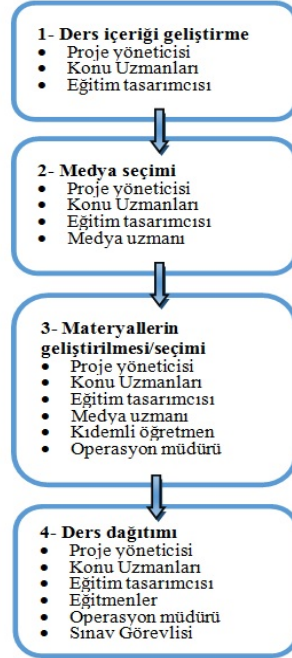 1- Ders içeriği geliştirme
• Proje yöneticisi
• Konu Uzmanları
• Eğitim tasarımcısı
2- Medya seçimi
• Proje yöneticisi
• Konu Uzmanları
• Eğitim tasarımcısı
• Medya uzmanı
3- Materyallerin
geliştirilmesi/seçimi
• Proje yöneticisi
• Konu Uzmanları
• Eğitim tasarımcısı
• Medya uzmanı
• Kıdemli öğretmen
• Operasyon müdürü
4- Ders dağıtımı
• Proje yöneticisi
• Konu Uzmanları
• Eğitim tasarımcısı
• Eğitmenler
• Operasyon müdürü
• Sınav Görevlisi